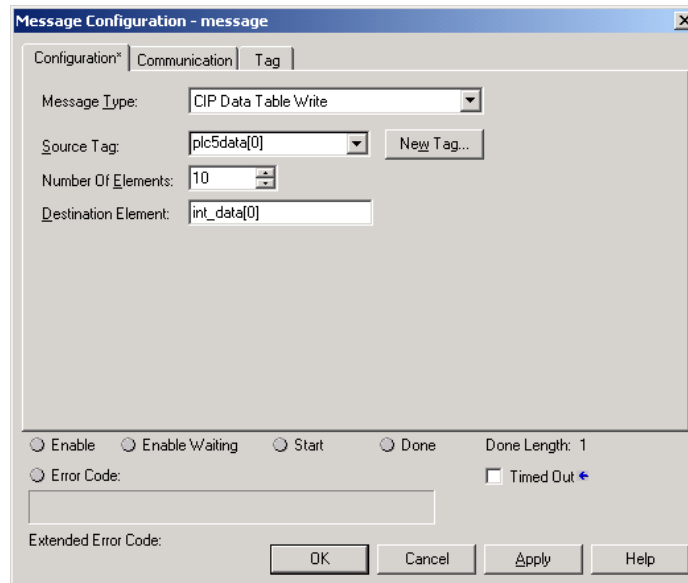 Message Configuration - message
Configuration* Communication Tag
Message Type: CIP Data Table Write
Source Tag: plc5data[0] New Tag...
Number Of Elements: 10
Destination Element: int_data[0]
Enable Enable Waiting Start Done Done Length: 1
Error Code: Timed Out
Extended Error Code:
OK Cancel Apply Help